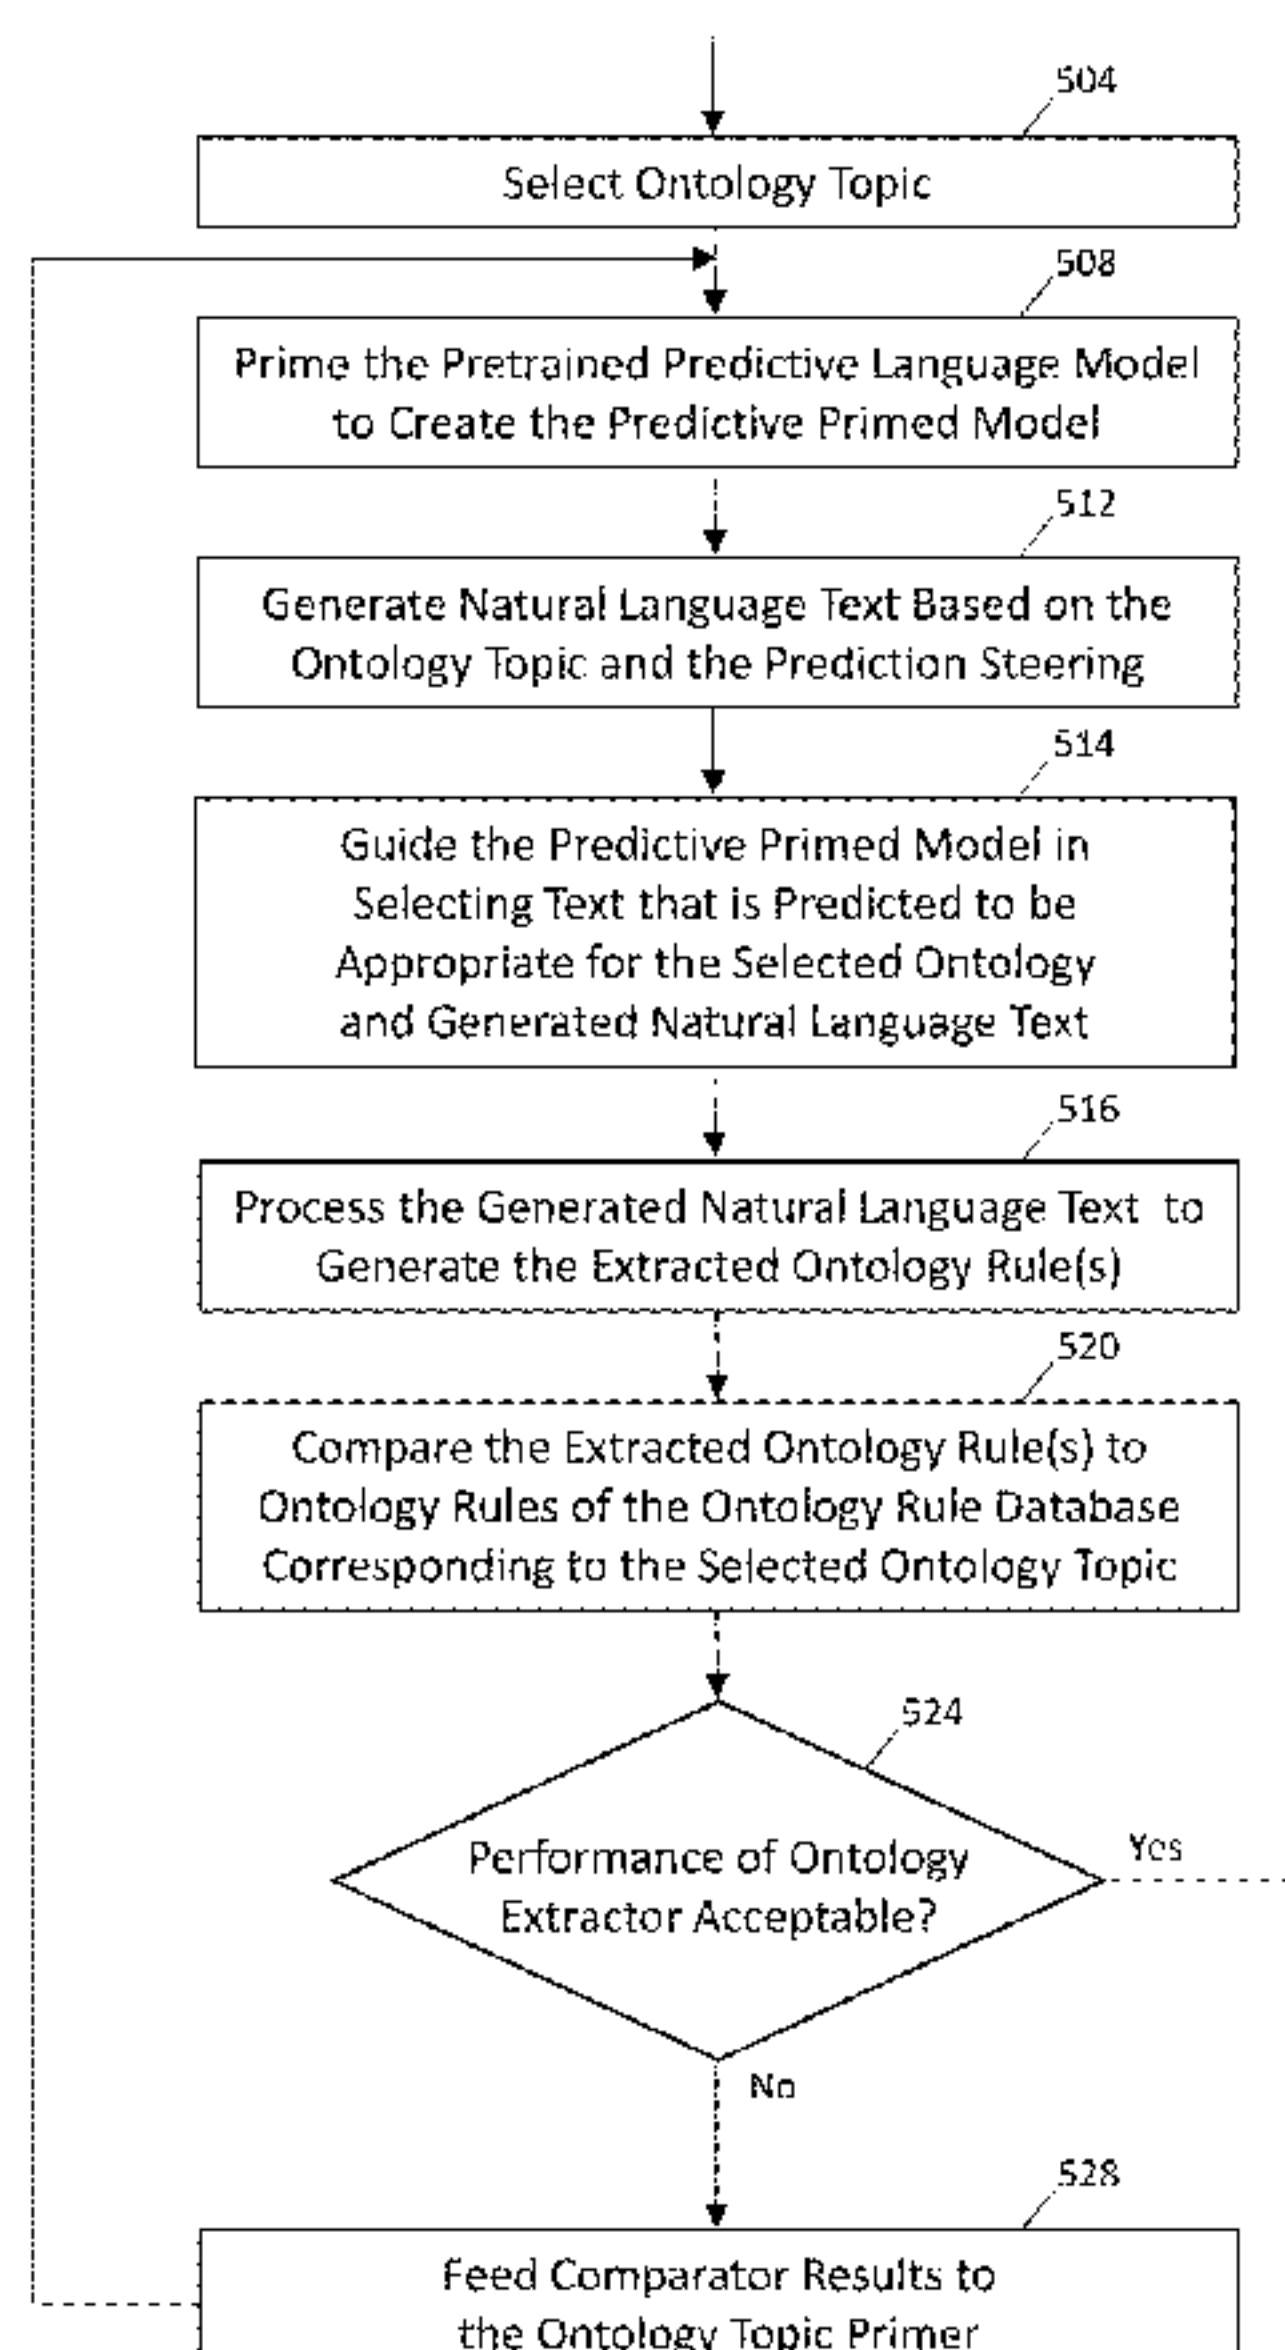 504
Select Ontology Topic
508
Prime the Pretrained Predictive Language Model
to Create the Predictive Primed Model
512
Generate Natural Language Text Based on the
Ontology Topic and the Prediction Steering
514
Guide the Predictive Primed Model in
Selecting Text that is Predicted to be
Appropriate for the Selected Ontology
and Generated Natural Language Text
516
Process the Generated Natural Language Text to
Generate the Extracted Ontology Rule(s)
520
Compare the Extracted Ontology Rule(s) to
Ontology Rules of the Ontology Rule Database
Corresponding to the Selected Ontology Topic
524
Performance of Ontology
Extractor Acceptable?
Yes
No
528
Feed Comparator Results to
the Ontology Topic Primer